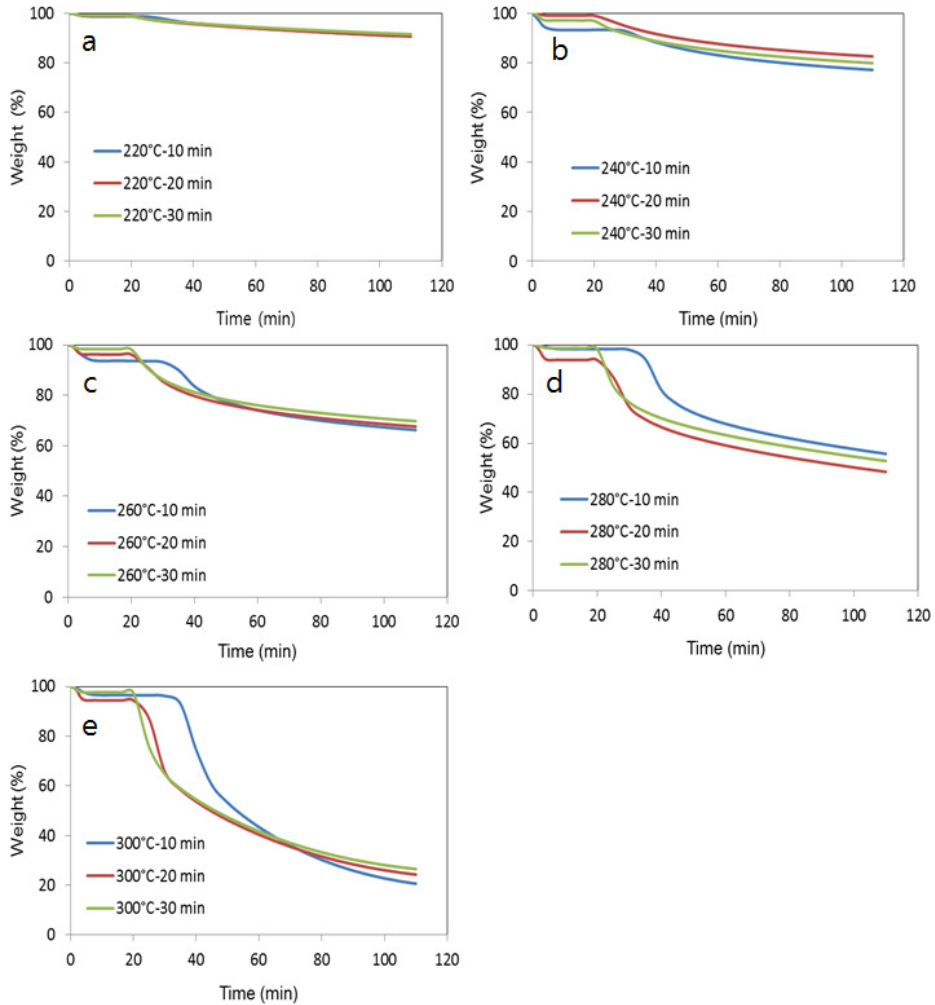 a
Weight (%)
100
80
60
40
20
0
220°C-10 min
220°C-20 min
220°C-30 min
0 20 40 60 80 100 120
Time (min)
b
Weight (%)
100
80
60
40
20
0
240°C-10 min
240°C-20 min
240°C-30 min
0 20 40 60 80 100 120
Time (min)
c
Weight (%)
100
80
60
40
20
0
260°C-10 min
260°C-20 min
260°C-30 min
0 20 40 60 80 100 120
Time (min)
d
Weight (%)
100
80
60
40
20
0
280°C-10 min
280°C-20 min
280°C-30 min
0 20 40 60 80 100 120
Time (min)
e
Weight (%)
100
80
60
40
20
0
300°C-10 min
300°C-20 min
300°C-30 min
0 20 40 60 80 100 120
Time (min)